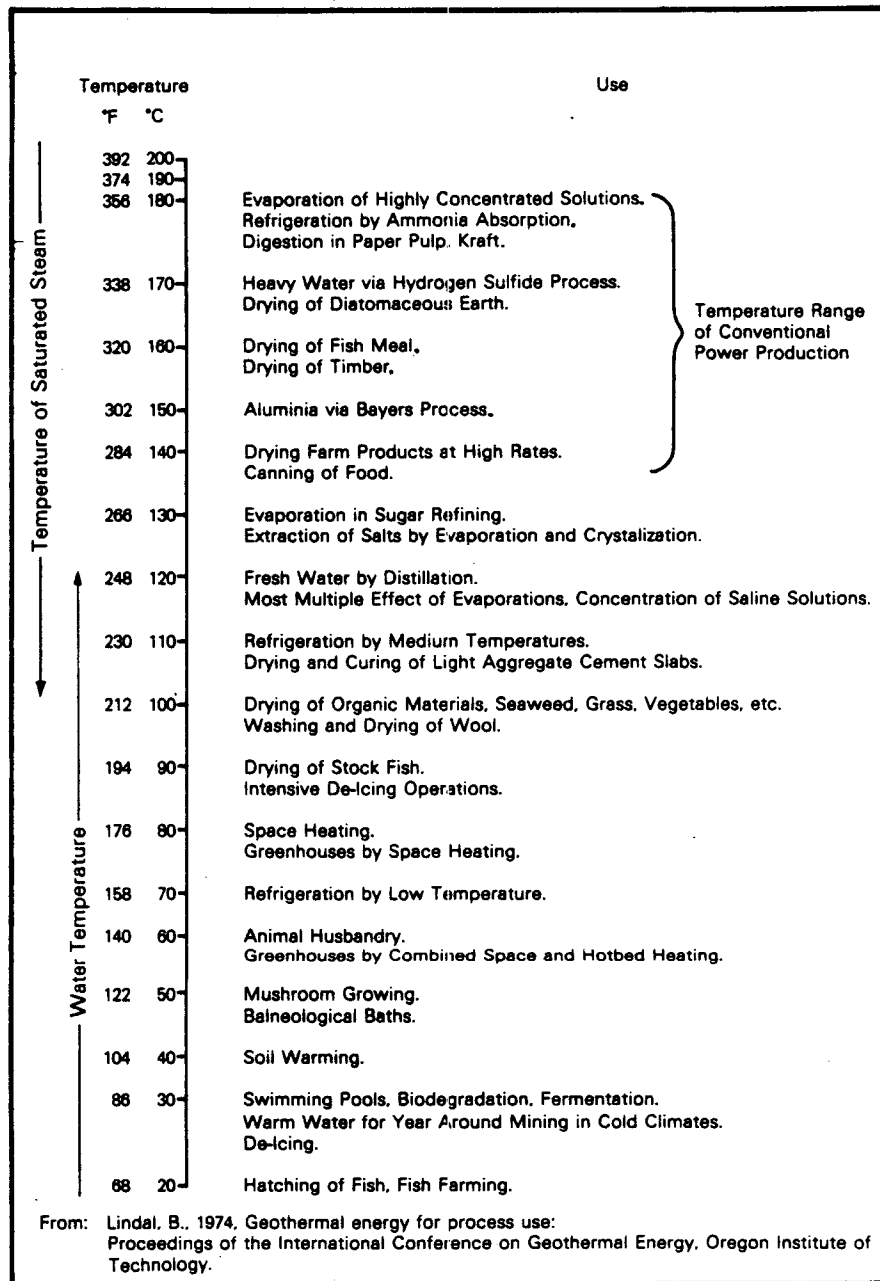 Temperature Use
°F °C
392 200
374 190
356 180 Evaporation of Highly Concentrated Solutions.
Refrigeration by Ammonia Absorption.
Digestion in Paper Pulp, Kraft.
338 170 Heavy Water via Hydrogen Sulfide Process.
Drying of Diatomaceous Earth.
Temperature Range
of Conventional
Power Production
320 160 Drying of Fish Meal.
Drying of Timber.
302 150 Aluminia via Bayers Process.
284 140 Drying Farm Products at High Rates.
Canning of Food.
266 130 Evaporation in Sugar Refining.
Extraction of Salts by Evaporation and Crystalization.
248 120 Fresh Water by Distillation.
Most Multiple Effect of Evaporations, Concentration of Saline Solutions.
230 110 Refrigeration by Medium Temperatures.
Drying and Curing of Light Aggregate Cement Slabs.
212 100 Drying of Organic Materials, Seaweed, Grass, Vegetables, etc.
Washing and Drying of Wool.
194 90 Drying of Stock Fish.
Intensive De-Icing Operations.
176 80 Space Heating.
Greenhouses by Space Heating.
158 70 Refrigeration by Low Temperature.
140 60 Animal Husbandry.
Greenhouses by Combined Space and Hotbed Heating.
122 50 Mushroom Growing.
Balneological Baths.
104 40 Soil Warming.
86 30 Swimming Pools, Biodegradation, Fermentation.
Warm Water for Year Around Mining in Cold Climates.
De-Icing.
68 20 Hatching of Fish, Fish Farming.
Temperature of Saturated Steam
Water Temperature
From: Lindal, B., 1974, Geothermal energy for process use:
Proceedings of the International Conference on Geothermal Energy, Oregon Institute of
Technology.